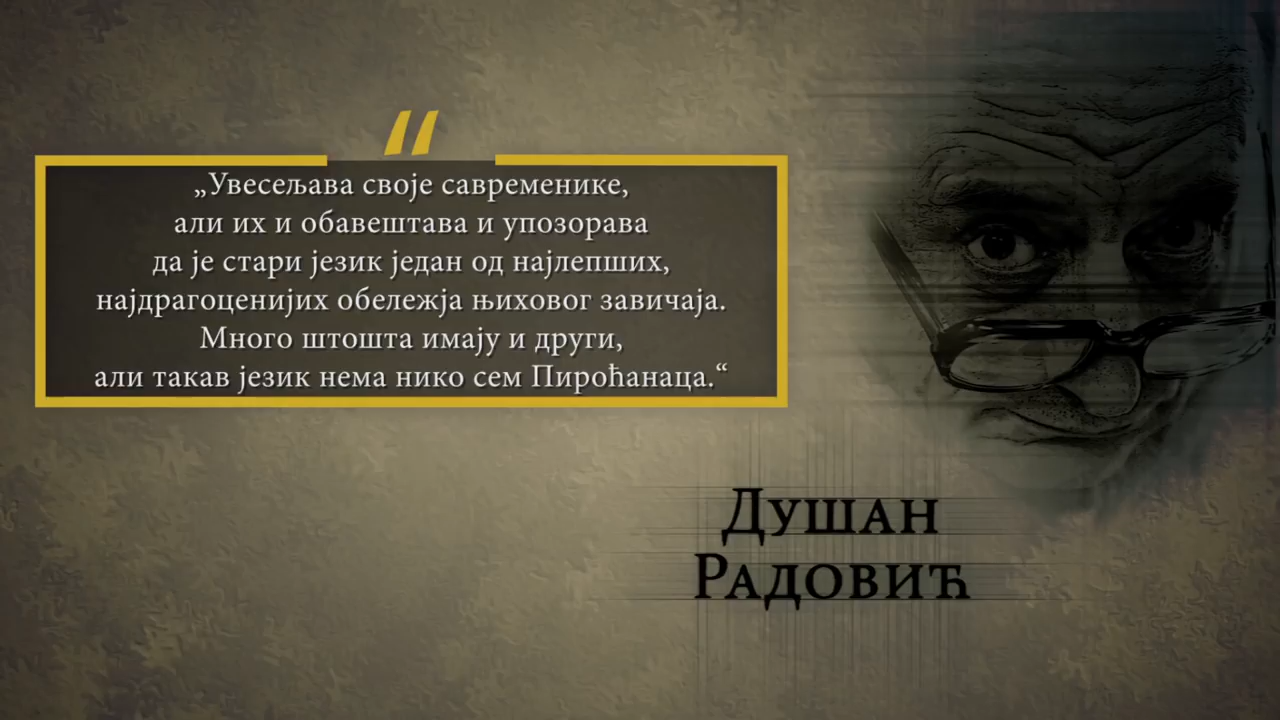 „Увесељава своје савременике,
али их и обавештава и упозорава
да је стари језик један од најлепших,
најдрагоценијих обележја њиховог завичаја.
Много штошта имају и други,
али такав језик нема нико сем Пироћанаца.“
Душан
Радовић